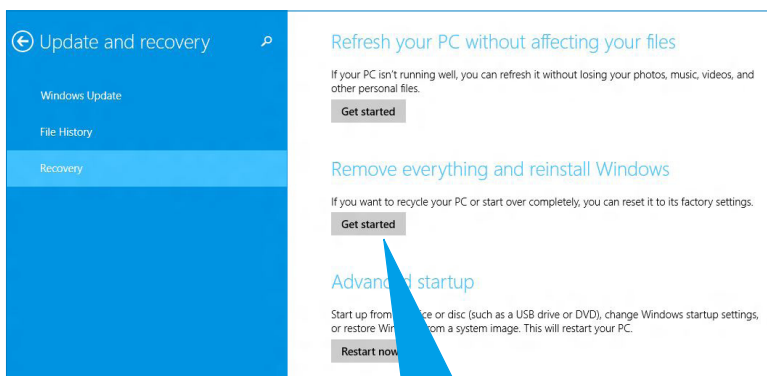 Update and recovery
Windows Update
File History
Recovery
Refresh your PC without affecting your files
If your PC isn't running well, you can refresh it without losing your photos, music, videos, and
other personal files.
Get started
Remove everything and reinstall Windows
If you want to recycle your PC or start over completely, you can reset it to its factory settings.
Get started
Advanced startup
Start up from ce or disc (such as a USB drive or DVD), change Windows startup settings,
or restore Win om a system image. This will restart your PC.
Restart now